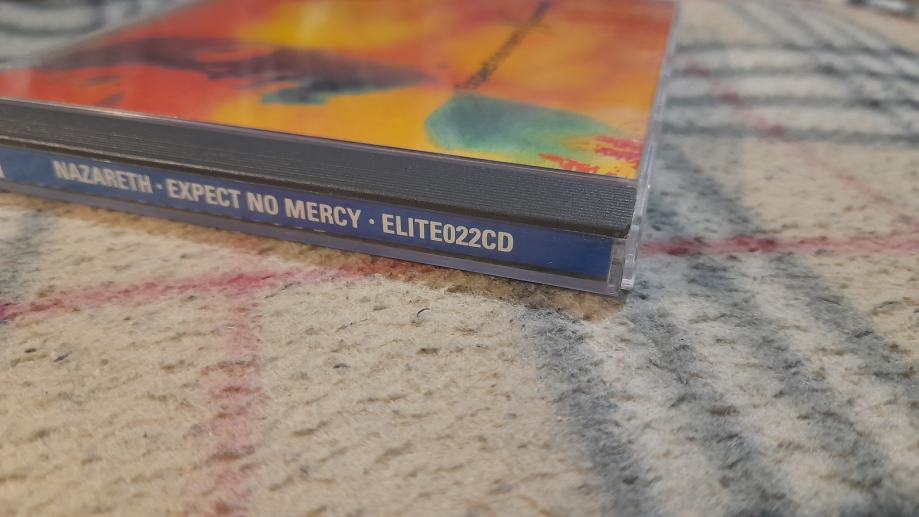 NAZARETH · EXPECT NO MERCY · ELITE022CD